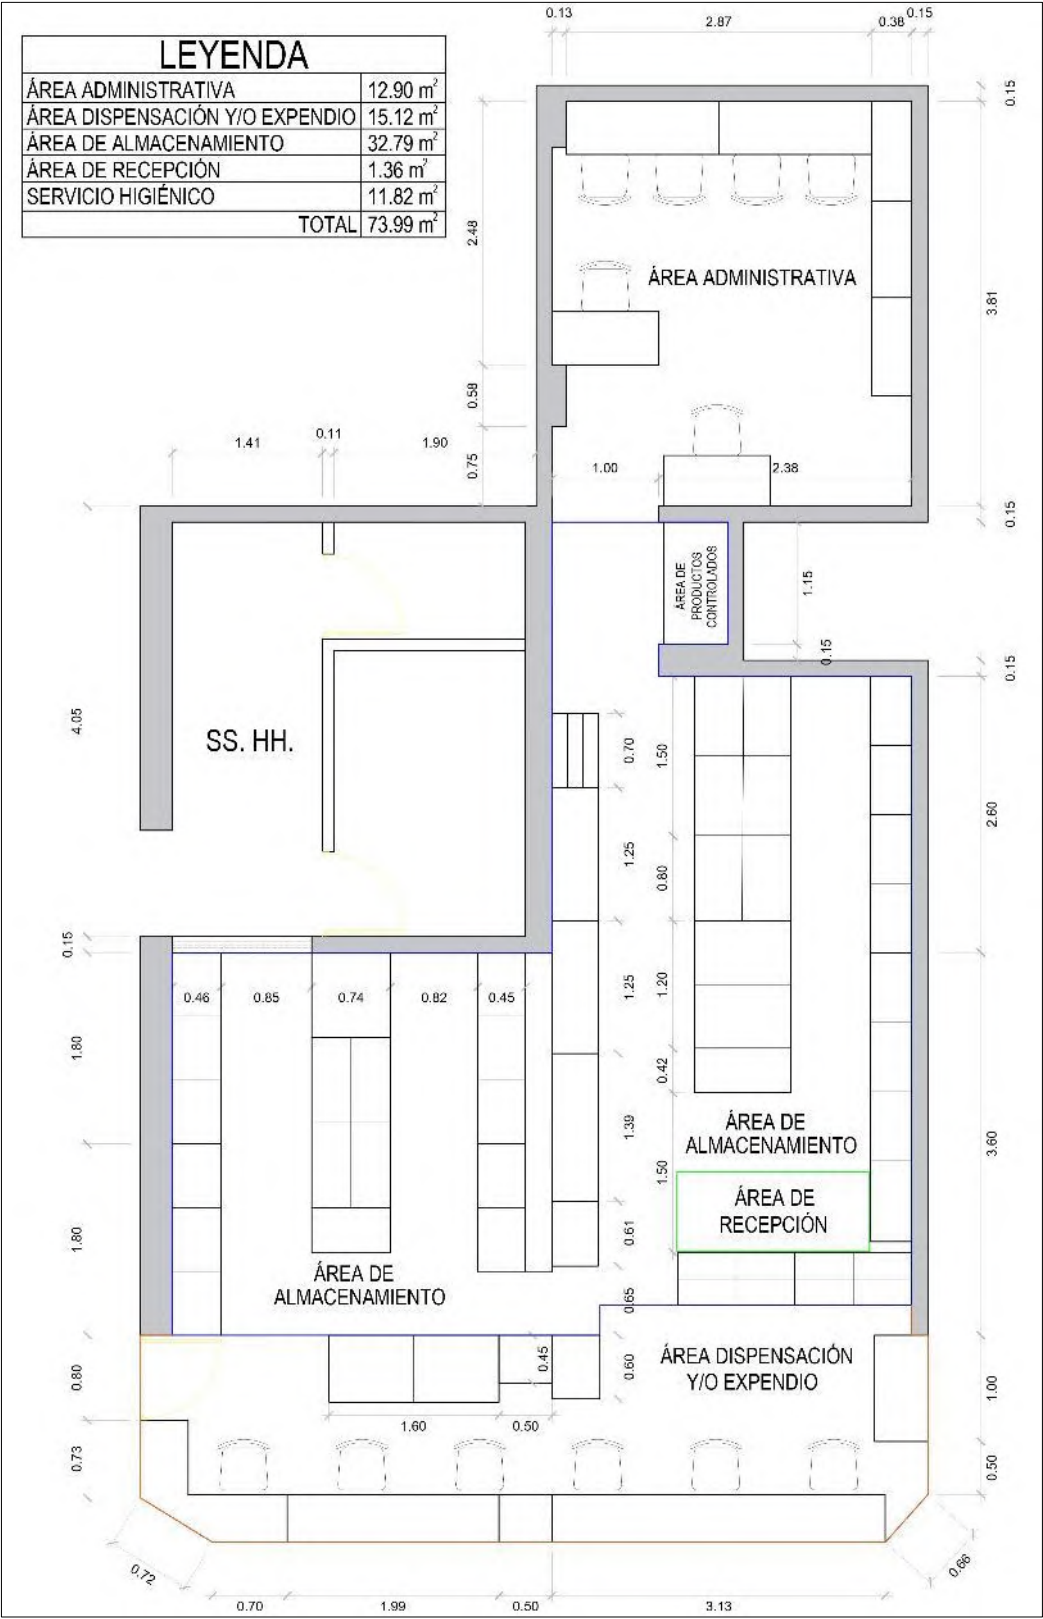 0.13
2.87
0.38
0.15
LEYENDA
ÁREA ADMINISTRATIVA 12.90 m²
ÁREA DISPENSACIÓN Y/O EXPENDIO 15.12 m²
ÁREA DE ALMACENAMIENTO 32.79 m²
ÁREA DE RECEPCIÓN 1.36 m²
SERVICIO HIGIÉNICO 11.82 m²
TOTAL 73.99 m²
0.15
2.48
ÁREA ADMINISTRATIVA
3.81
0.58
1.41
0.11
1.90
0.75
1.00
2.38
0.15
ÁREA DE
PRODUCTOS
CONTROLADOS
1.15
0.15
0.15
4.05
SS. HH.
0.70
1.50
2.60
1.25
0.80
0.15
0.46
0.85
0.74
0.82
0.45
1.25
1.20
1.80
0.42
1.39
ÁREA DE
ALMACENAMIENTO
3.60
1.50
ÁREA DE
RECEPCIÓN
1.80
0.61
ÁREA DE
ALMACENAMIENTO
0.65
0.80
0.45
0.60
ÁREA DISPENSACIÓN
Y/O EXPENDIO
1.00
1.60
0.50
0.73
0.50
0.72
0.66
0.70
1.99
0.50
3.13